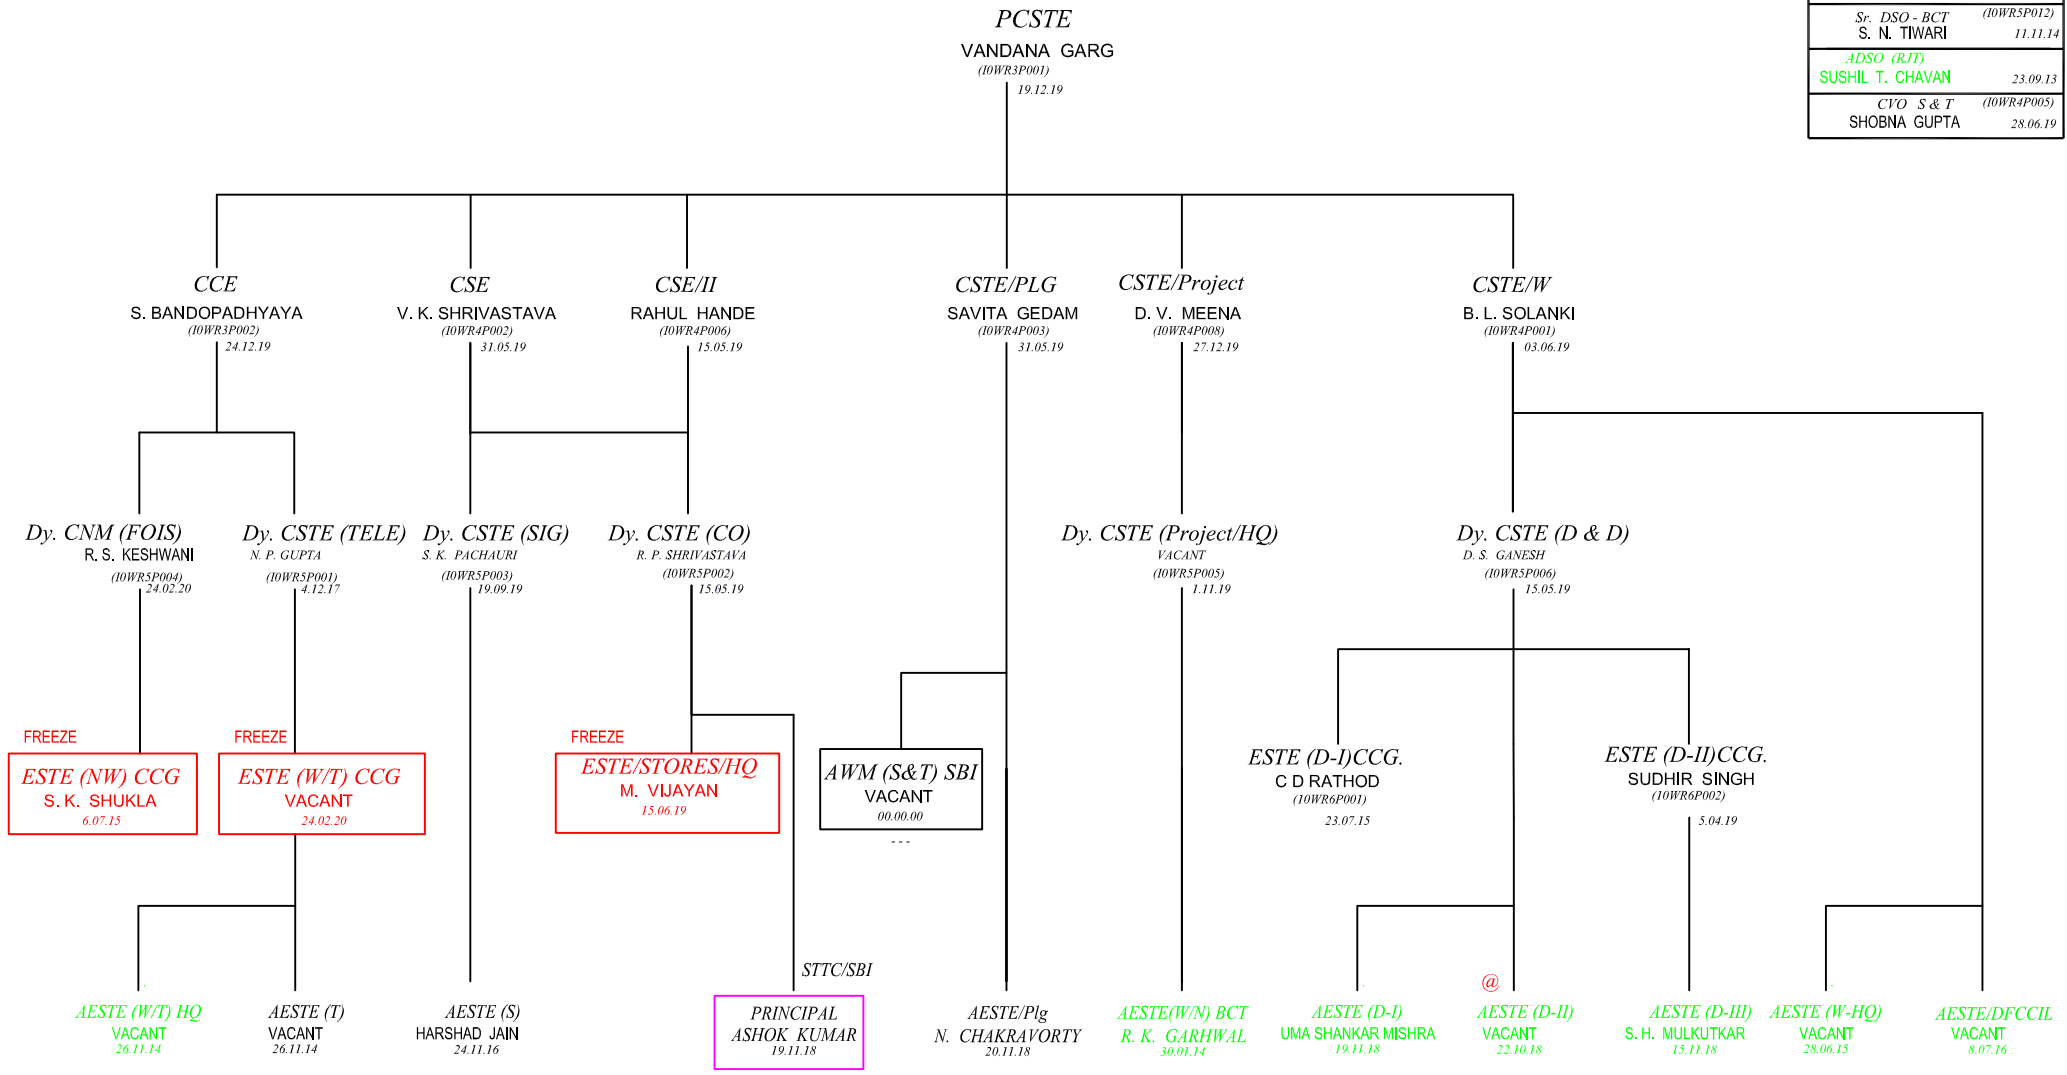 PCSTE
VANDANA GARG
(I0WR3P001)
19.12.19
Sr. DSO - BCT (I0WR5P012)
S. N. TIWARI 11.11.14
ADSO (RJT)
SUSHIL T. CHAVAN 23.09.13
CVO S & T (I0WR4P005)
SHOBNA GUPTA 28.06.19
CCE
S. BANDOPADHYAYA
(I0WR3P002)
24.12.19
CSE
V. K. SHRIVASTAVA
(I0WR4P002)
31.05.19
CSE/II
RAHUL HANDE
(I0WR4P006)
15.05.19
CSTE/PLG
SAVITA GEDAM
(I0WR4P003)
31.05.19
CSTE/Project
D. V. MEENA
(I0WR4P008)
27.12.19
CSTE/W
B. L. SOLANKI
(I0WR4P001)
03.06.19
Dy. CNM (FOIS)
R. S. KESHWANI
(I0WR5P004)
24.02.20
Dy. CSTE (TELE)
N. P. GUPTA
(I0WR5P001)
4.12.17
Dy. CSTE (SIG)
S. K. PACHAURI
(I0WR5P003)
19.09.19
Dy. CSTE (CO)
R. P. SHRIVASTAVA
(I0WR5P002)
15.05.19
Dy. CSTE (Project/HQ)
VACANT
(I0WR5P005)
1.11.19
Dy. CSTE (D & D)
D. S. GANESH
(I0WR5P006)
15.05.19
FREEZE
ESTE (NW) CCG
S. K. SHUKLA
6.07.15
FREEZE
ESTE (W/T) CCG
VACANT
24.02.20
FREEZE
ESTE/STORES/HQ
M. VIJAYAN
15.06.19
AWM (S&T) SBI
VACANT
00.00.00
- - -
ESTE (D-I)CCG.
C D RATHOD
(10WR6P001)
23.07.15
ESTE (D-II)CCG.
SUDHIR SINGH
(10WR6P002)
5.04.19
AESTE (W/T) HQ
VACANT
26.11.14
AESTE (T)
VACANT
26.11.14
AESTE (S)
HARSHAD JAIN
24.11.16
STTC/SBI
PRINCIPAL
ASHOK KUMAR
19.11.18
AESTE/Plg
N. CHAKRAVORTY
20.11.18
AESTE(W/N) BCT
R. K. GARHWAL
30.01.14
AESTE (D-I)
UMA SHANKAR MISHRA
19.11.18
@
AESTE (D-II)
VACANT
22.10.18
AESTE (D-III)
S. H. MULKUTKAR
15.11.18
AESTE (W-HQ)
VACANT
28.06.15
AESTE/DFCCIL
VACANT
8.07.16